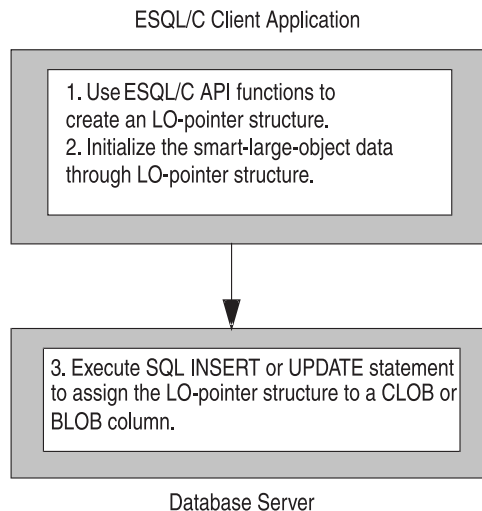 ESQL/C Client Application
1. Use ESQL/C API functions to
create an LO-pointer structure.
2. Initialize the smart-large-object data
through LO-pointer structure.
3. Execute SQL INSERT or UPDATE statement
to assign the LO-pointer structure to a CLOB or
BLOB column.
Database Server